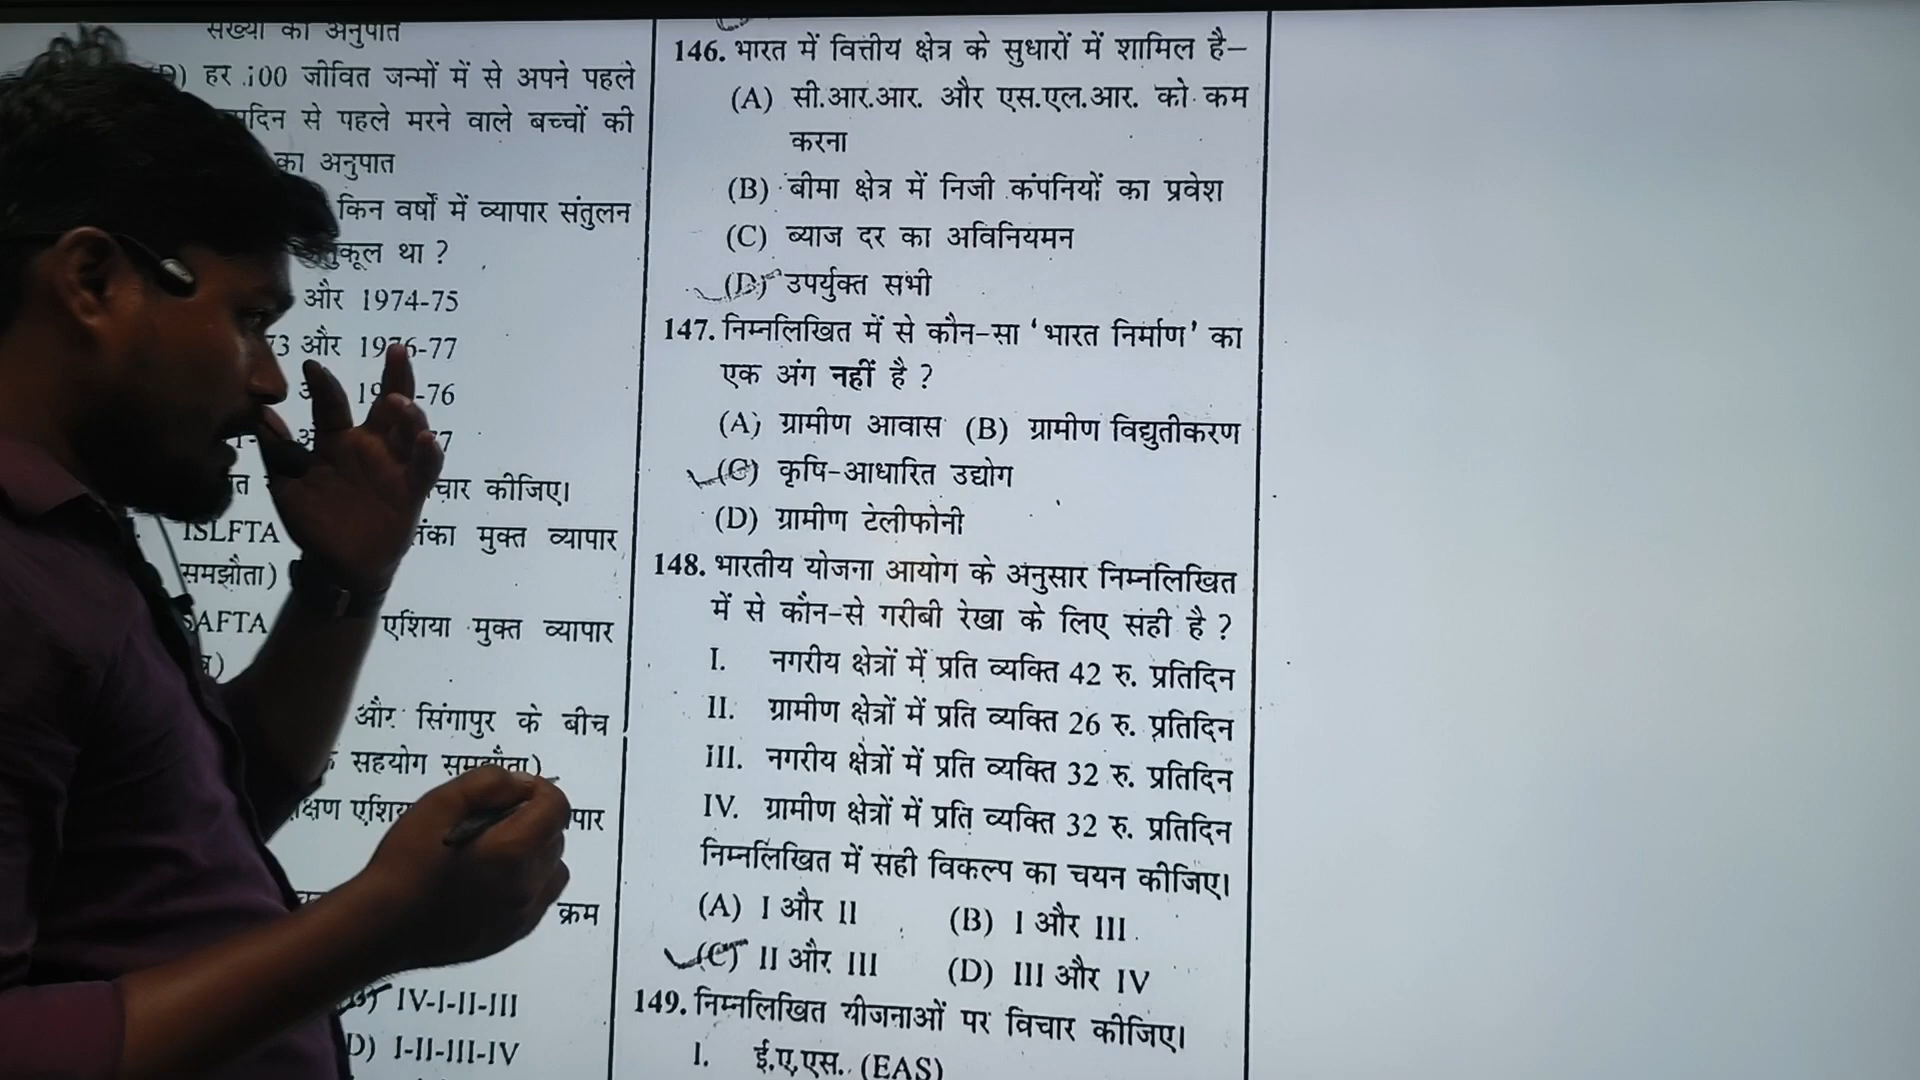 संख्या का अनुपात
हर 100 जीवित जन्मों में से अपने पहले
से पहले मरने वाले बच्चों की
का अनुपात
किन वर्षों में व्यापार संतुलन
था ?
और 1974-75
और 1976-77
-76
कीजिए।
ISLFTA मुक्त व्यापार
समझौता)
SAFTA एशिया मुक्त व्यापार
और सिंगापुर के बीच
सहयोग समझौता)
क्रम
IV-I-II-III
D) I-II-III-IV
146. भारत में वित्तीय क्षेत्र के सुधारों में शामिल है–
(A) सी.आर.आर. और एस.एल.आर. को कम
करना
(B) बीमा क्षेत्र में निजी कंपनियों का प्रवेश
(C) ब्याज दर का अविनियमन
(D) उपर्युक्त सभी
147. निम्नलिखित में से कौन-सा ‘भारत निर्माण’ का
एक अंग नहीं है ?
(A) ग्रामीण आवास (B) ग्रामीण विद्युतीकरण
(C) कृषि-आधारित उद्योग
(D) ग्रामीण टेलीफोनी
148. भारतीय योजना आयोग के अनुसार निम्नलिखित
में से कौन-से गरीबी रेखा के लिए सही है ?
I. नगरीय क्षेत्रों में प्रति व्यक्ति 42 रु. प्रतिदिन
II. ग्रामीण क्षेत्रों में प्रति व्यक्ति 26 रु. प्रतिदिन
III. नगरीय क्षेत्रों में प्रति व्यक्ति 32 रु. प्रतिदिन
IV. ग्रामीण क्षेत्रों में प्रति व्यक्ति 32 रु. प्रतिदिन
निम्नलिखित में सही विकल्प का चयन कीजिए।
(A) I और II (B) I और III
(C) II और III (D) III और IV
149. निम्नलिखित योजनाओं पर विचार कीजिए।
I. ई.ए.एस. (EAS)